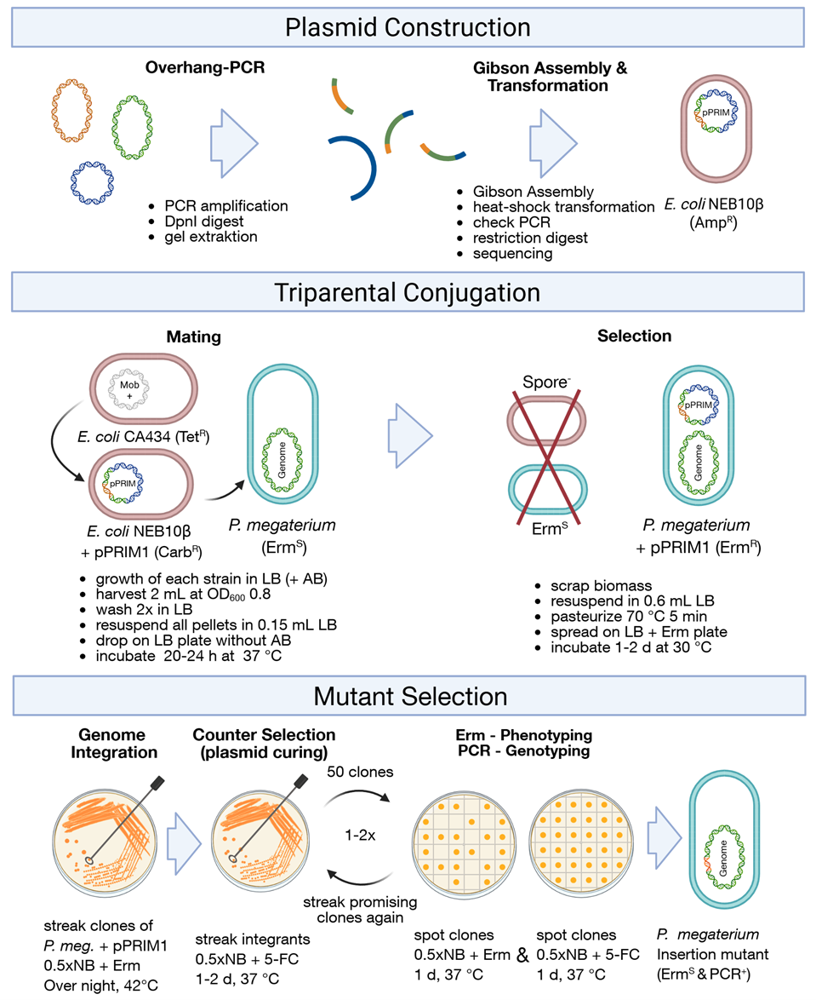 Plasmid Construction
Overhang-PCR
Gibson Assembly &
Transformation
pPRIM
• PCR amplification
• DpnI digest
• gel extraktion
• Gibson Assembly
• heat-shock transformation
• check PCR
• restriction digest
• sequencing
E. coli NEB10β
(Amp^R)
Triparental Conjugation
Mating
Mob
+
E. coli CA434 (Tet^R)
pPRIM
E. coli NEB10β
+ pPRIM1 (Carb^R)
Genome
P. megaterium
(Erm^S)
• growth of each strain in LB (+ AB)
• harvest 2 mL at OD₆₀₀ 0.8
• wash 2x in LB
• resuspend all pellets in 0.15 mL LB
• drop on LB plate without AB
• incubate 20-24 h at 37 °C
Selection
Spore⁻
Erm^S
pPRIM
Genome
P. megaterium
+ pPRIM1 (Erm^R)
• scrap biomass
• resuspend in 0.6 mL LB
• pasteurize 70 °C 5 min
• spread on LB + Erm plate
• incubate 1-2 d at 30 °C
Mutant Selection
Genome
Integration
streak clones of
P. meg. + pPRIM1
0.5xNB + Erm
Over night, 42°C
Counter Selection
(plasmid curing)
streak integrants
0.5xNB + 5-FC
1-2 d, 37 °C
50 clones
1-2x
streak promising
clones again
Erm - Phenotyping
PCR - Genotyping
spot clones
0.5xNB + Erm
1 d, 37 °C
&
spot clones
0.5xNB + 5-FC
1 d, 37 °C
Genome
P. megaterium
Insertion mutant
(Erm^S & PCR⁺)